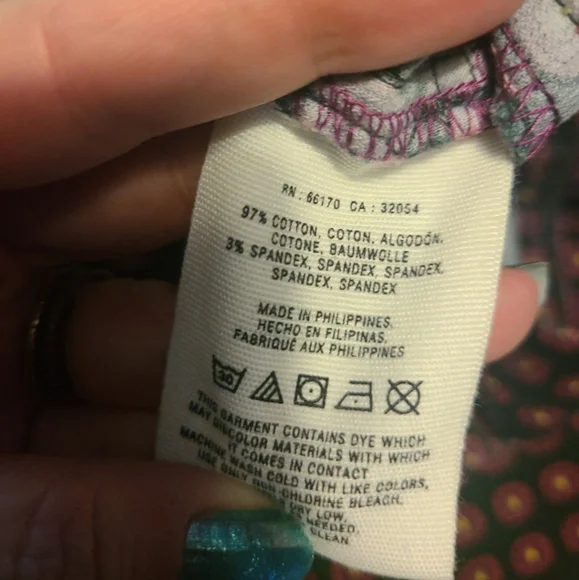 RN : 66170 CA : 32054
97% COTTON, COTON, ALGODÓN,
COTONE, BAUMWOLLE
3% SPANDEX, SPANDEX, SPANDEX,
SPANDEX, SPANDEX
MADE IN PHILIPPINES,
HECHO EN FILIPINAS,
FABRIQUÉ AUX PHILIPPINES
30
THIS GARMENT CONTAINS DYE WHICH
MAY DISCOLOR MATERIALS WITH WHICH
IT COMES IN CONTACT
MACHINE WASH COLD WITH LIKE COLORS,
USE ONLY NON-CHLORINE BLEACH,
DRY LOW,
NEEDED,
CLEAN